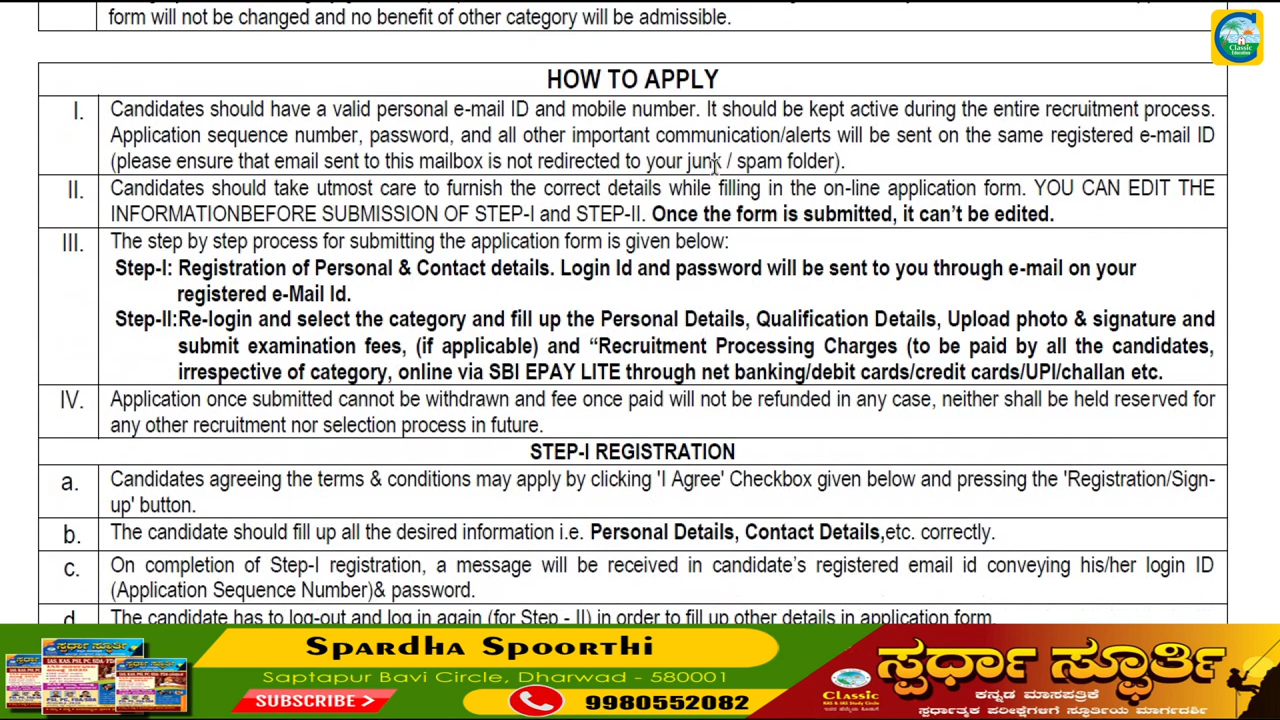 form will not be changed and no benefit of other category will be admissible.
Classic
Education
HOW TO APPLY
I. Candidates should have a valid personal e-mail ID and mobile number. It should be kept active during the entire recruitment process.
Application sequence number, password, and all other important communication/alerts will be sent on the same registered e-mail ID
(please ensure that email sent to this mailbox is not redirected to your junk / spam folder).
II. Candidates should take utmost care to furnish the correct details while filling in the on-line application form. YOU CAN EDIT THE
INFORMATIONBEFORE SUBMISSION OF STEP-I and STEP-II. Once the form is submitted, it can't be edited.
III. The step by step process for submitting the application form is given below:
Step-I: Registration of Personal & Contact details. Login Id and password will be sent to you through e-mail on your
registered e-Mail Id.
Step-II:Re-login and select the category and fill up the Personal Details, Qualification Details, Upload photo & signature and
submit examination fees, (if applicable) and “Recruitment Processing Charges (to be paid by all the candidates,
irrespective of category, online via SBI EPAY LITE through net banking/debit cards/credit cards/UPI/challan etc.
IV. Application once submitted cannot be withdrawn and fee once paid will not be refunded in any case, neither shall be held reserved for
any other recruitment nor selection process in future.
STEP-I REGISTRATION
a. Candidates agreeing the terms & conditions may apply by clicking 'I Agree' Checkbox given below and pressing the 'Registration/Sign-
up' button.
b. The candidate should fill up all the desired information i.e. Personal Details, Contact Details,etc. correctly.
c. On completion of Step-I registration, a message will be received in candidate's registered email id conveying his/her login ID
(Application Sequence Number)& password.
d The candidate has to log-out and log in again (for Step - II) in order to fill up other details in application form.
Spardha Spoorthi
Saptapur Bavi Circle, Dharwad - 580001
SUBSCRIBE >
9980552082
Classic
ಸ್ಪರ್ಧಾ ಸ್ಫೂರ್ತಿ
ಕನ್ನಡ ಮಾಸಪತ್ರಿಕೆ
ಸ್ಪರ್ಧಾತ್ಮಕ ಪರೀಕ್ಷೆಗಳಿಗೆ ಸ್ಫೂರ್ತಿಯ ಮಾರ್ಗದರ್ಶಿ